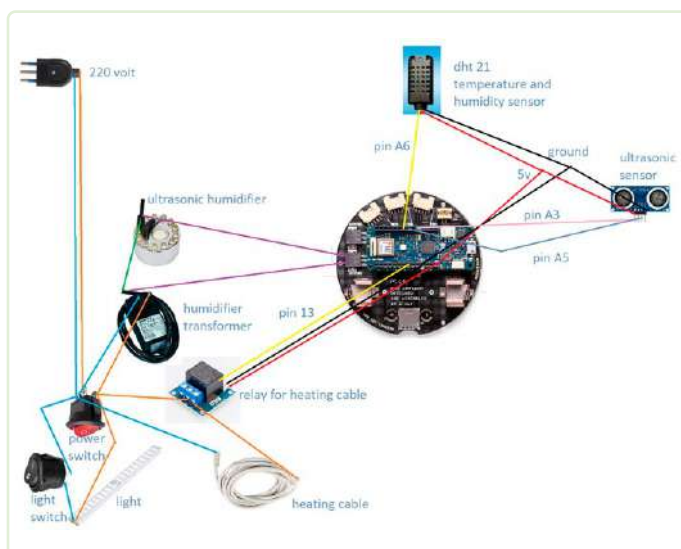 220 volt
dht 21
temperature and
humidity sensor
pin A6
ground
ultrasonic
sensor
5v
ultrasonic humidifier
pin A3
pin A5
humidifier
transformer
pin 13
relay for heating cable
power
switch
light
switch
light
heating cable